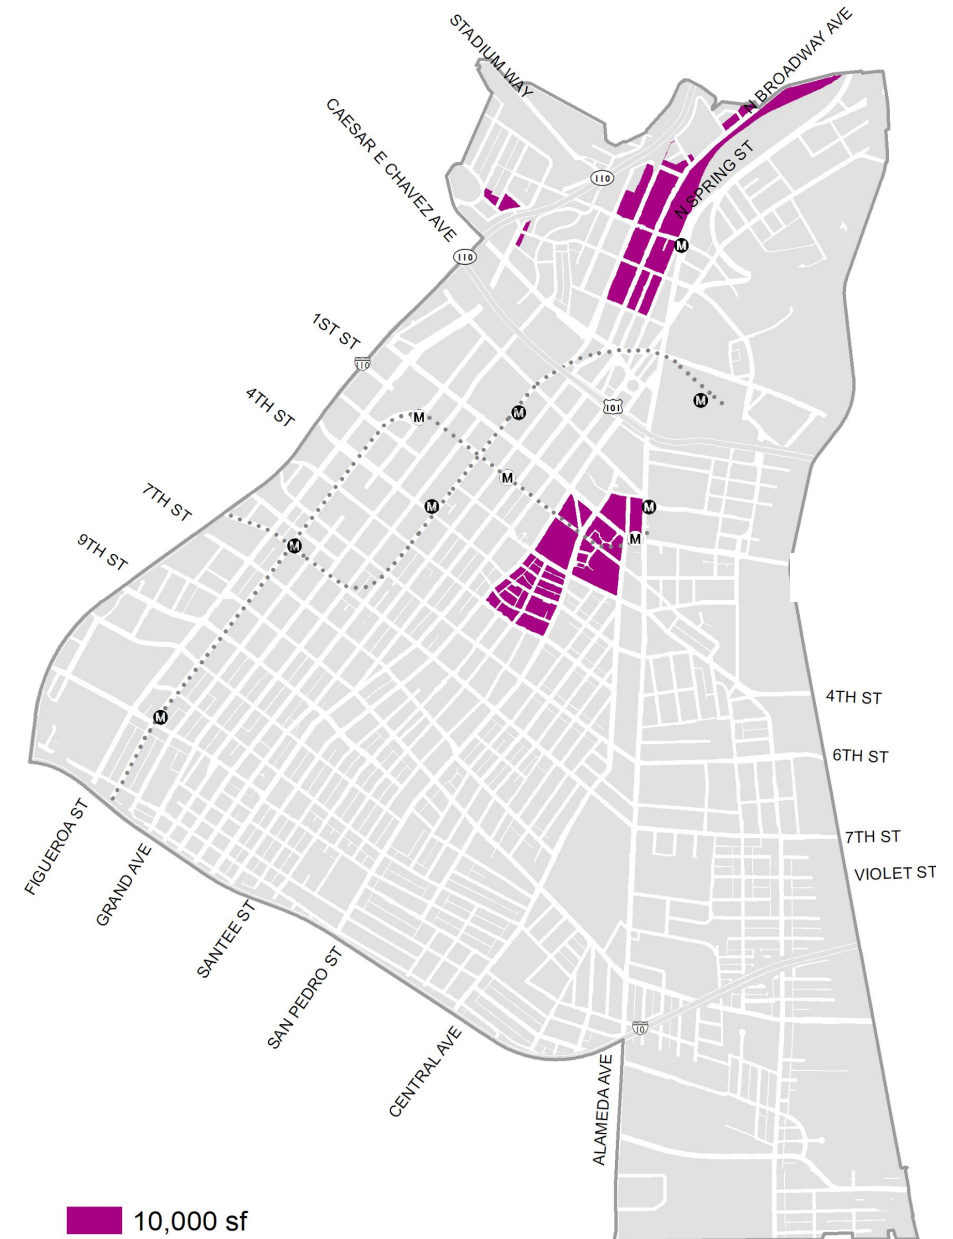 STADIUM WAY
N BROADWAY AVE
CAESAR E CHAVEZ AVE
110
N SPRING ST
M
110
1ST ST
110
101
M
4TH ST
M
M
M
7TH ST
M
M
M
9TH ST
M
4TH ST
M
6TH ST
FIGUEROA ST
7TH ST
GRAND AVE
VIOLET ST
SANTEE ST
SAN PEDRO ST
10
CENTRAL AVE
ALAMEDA AVE
10,000 sf